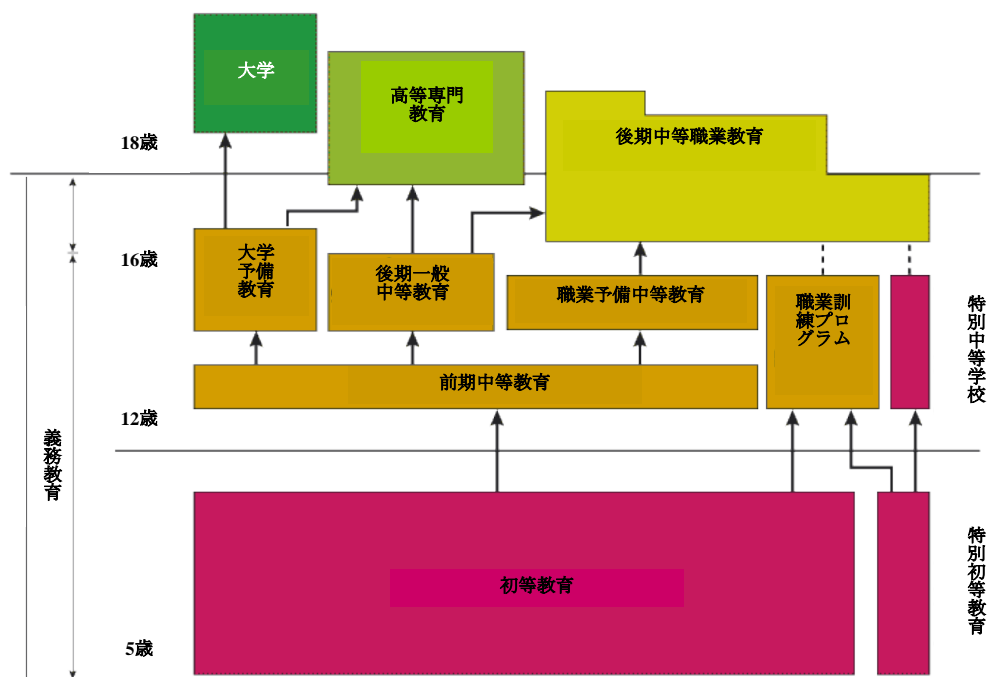 大学
高等専門
教育
後期中等職業教育
18歳
16歳
大学
予備
教育
後期一般
中等教育
職業予備中等教育
職業訓
練プロ
グラム
特別中等学校
前期中等教育
12歳
義務教育
初等教育
特別初等教育
5歳